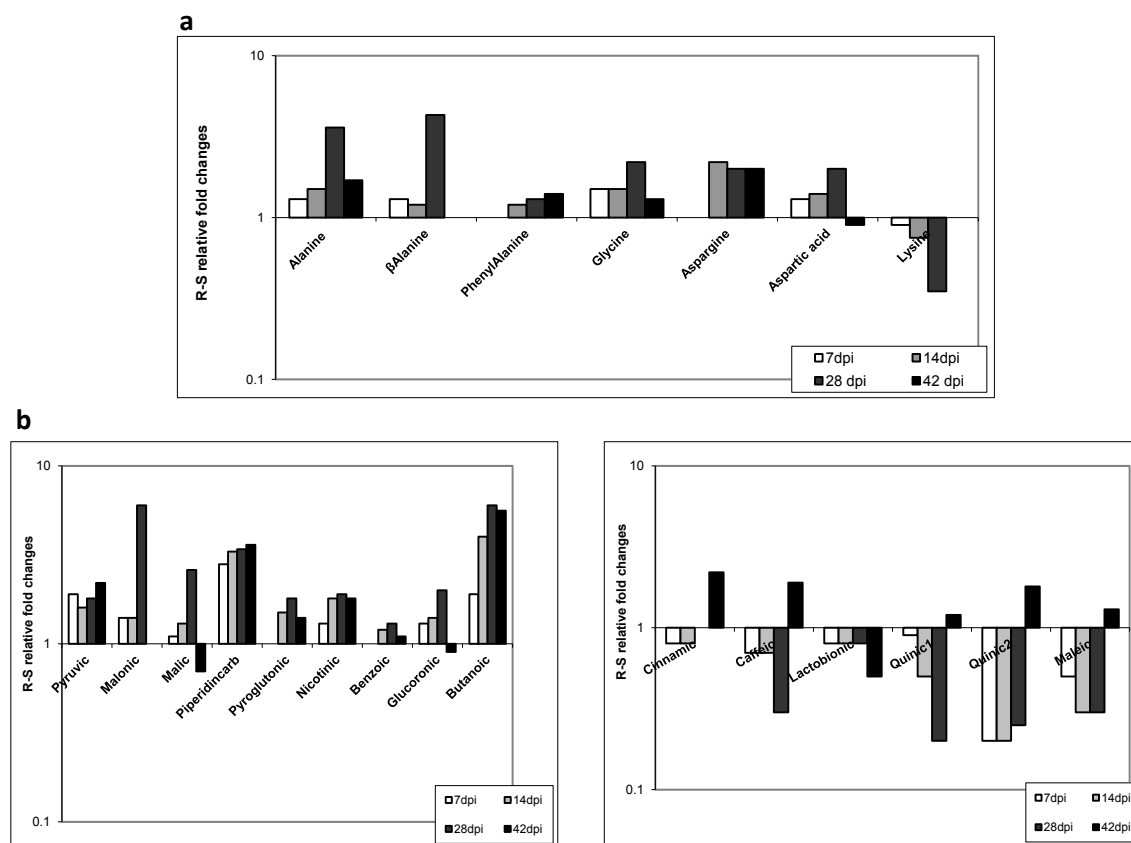 a
10
1
0.1
R-S relative fold changes
Alanine
βAlanine
PhenylAlanine
Glycine
Aspargine
Aspartic acid
Lysine
7dpi 14dpi
28 dpi 42 dpi
b
10
1
0.1
R-S relative fold changes
Pyruvic
Malonic
Malic
Piperidincarb
Pyroglutonic
Nicotinic
Benzoic
Glucoronic
Butanoic
7dpi 14dpi
28dpi 42dpi
10
1
0.1
R-S relative fold changes
Cinnamic
Caffeic
Lactobionic
Quinic1
Quinic2
Maleic
7dpi 14dpi
28dpi 42dpi